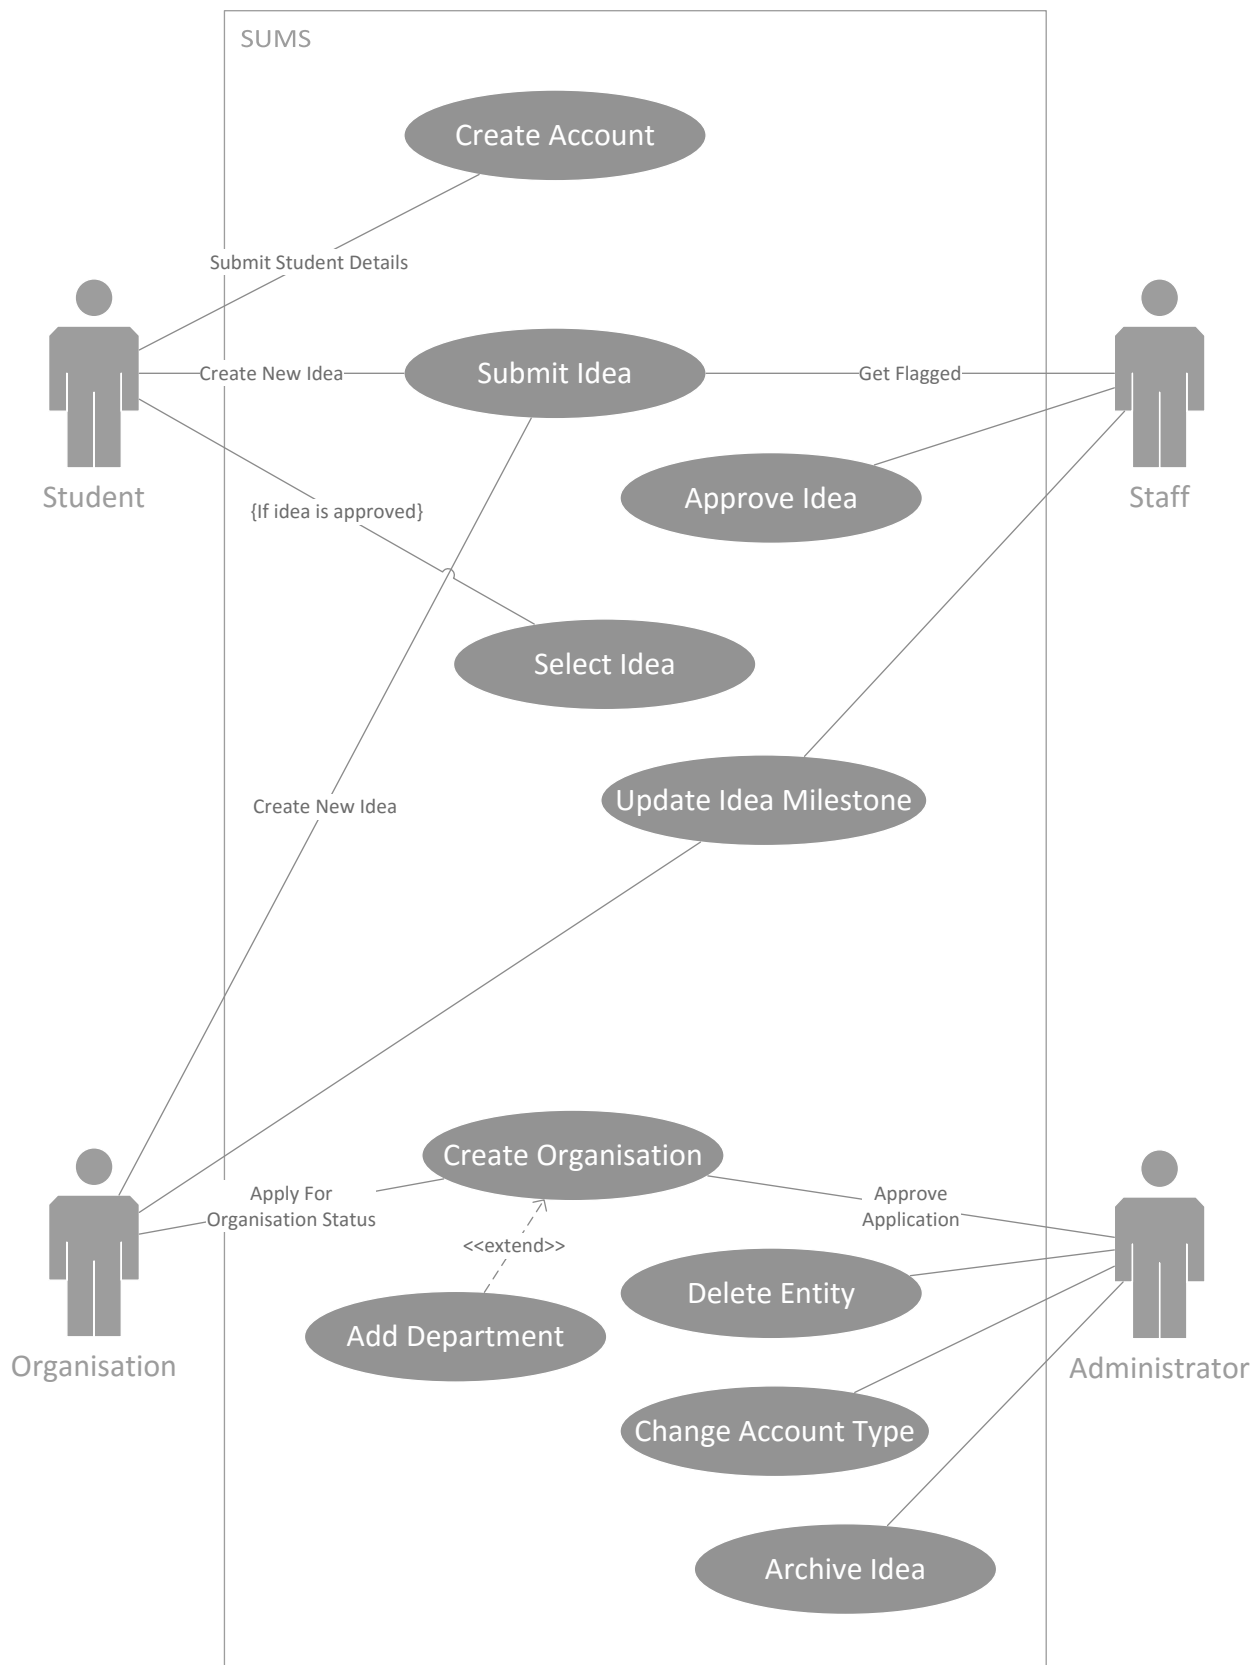 SUMS
Create Account
Submit Student Details
Create New Idea
Submit Idea
Get Flagged
Student
Approve Idea
Staff
{If idea is approved}
Select Idea
Create New Idea
Update Idea Milestone
Create Organisation
Apply For
Organisation Status
Approve
Application
<<extend>>
Delete Entity
Add Department
Organisation
Administrator
Change Account Type
Archive Idea